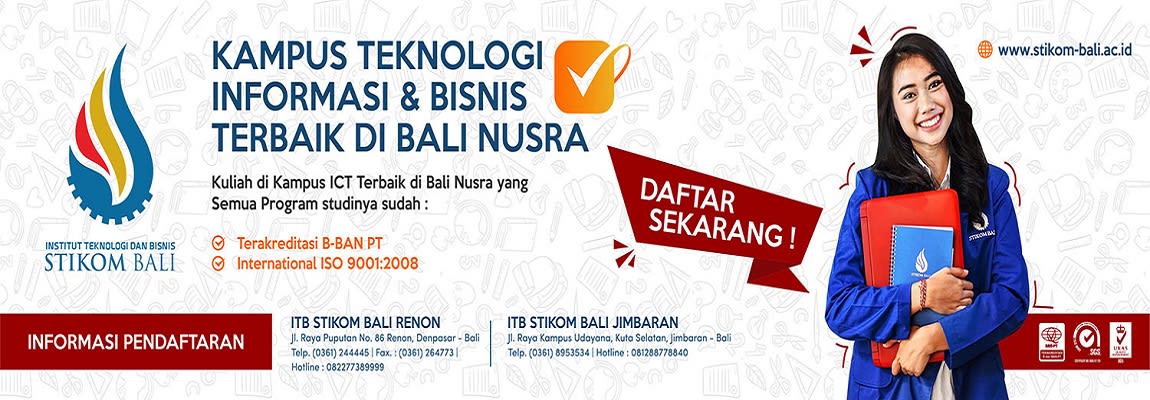 KAMPUS TEKNOLOGI
INFORMASI & BISNIS
TERBAIK DI BALI NUSRA
Kuliah di Kampus ICT Terbaik di Bali Nusra yang
Semua Program studinya sudah :
Terakreditasi B-BAN PT
International ISO 9001:2008
INSTITUT TEKNOLOGI DAN BISNIS
STIKOM BALI
DAFTAR
SEKARANG !
www.stikom-bali.ac.id
STIKOM BALI
STIKOM BALI
INFORMASI PENDAFTARAN
ITB STIKOM BALI RENON
Jl. Raya Puputan No. 86 Renon, Denpasar - Bali
Telp. (0361) 244445 | Fax. : (0361) 264773 |
Hotline : 082277389999
ITB STIKOM BALI JIMBARAN
Jl. Raya Kampus Udayana, Kuta Selatan, Jimbaran - Bali
Telp. (0361) 8953534 | Hotline : 081288778840
SGS
UKAS